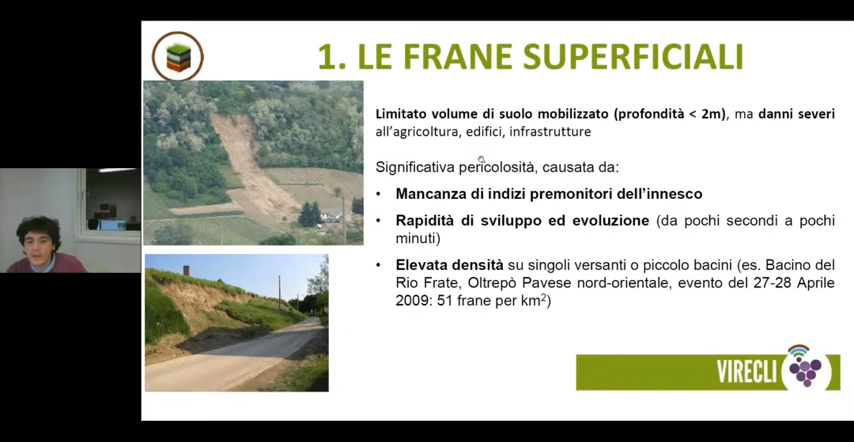 1. LE FRANE SUPERFICIALI
Limitato volume di suolo mobilizzato (profondità < 2m), ma danni severi
all'agricoltura, edifici, infrastrutture
Significativa pericolosità, causata da:
• Mancanza di indizi premonitori dell'innesco
• Rapidità di sviluppo ed evoluzione (da pochi secondi a pochi
minuti)
• Elevata densità su singoli versanti o piccolo bacini (es. Bacino del
Rio Frate, Oltrepò Pavese nord-orientale, evento del 27-28 Aprile
2009: 51 frane per km²)
VIRECLI